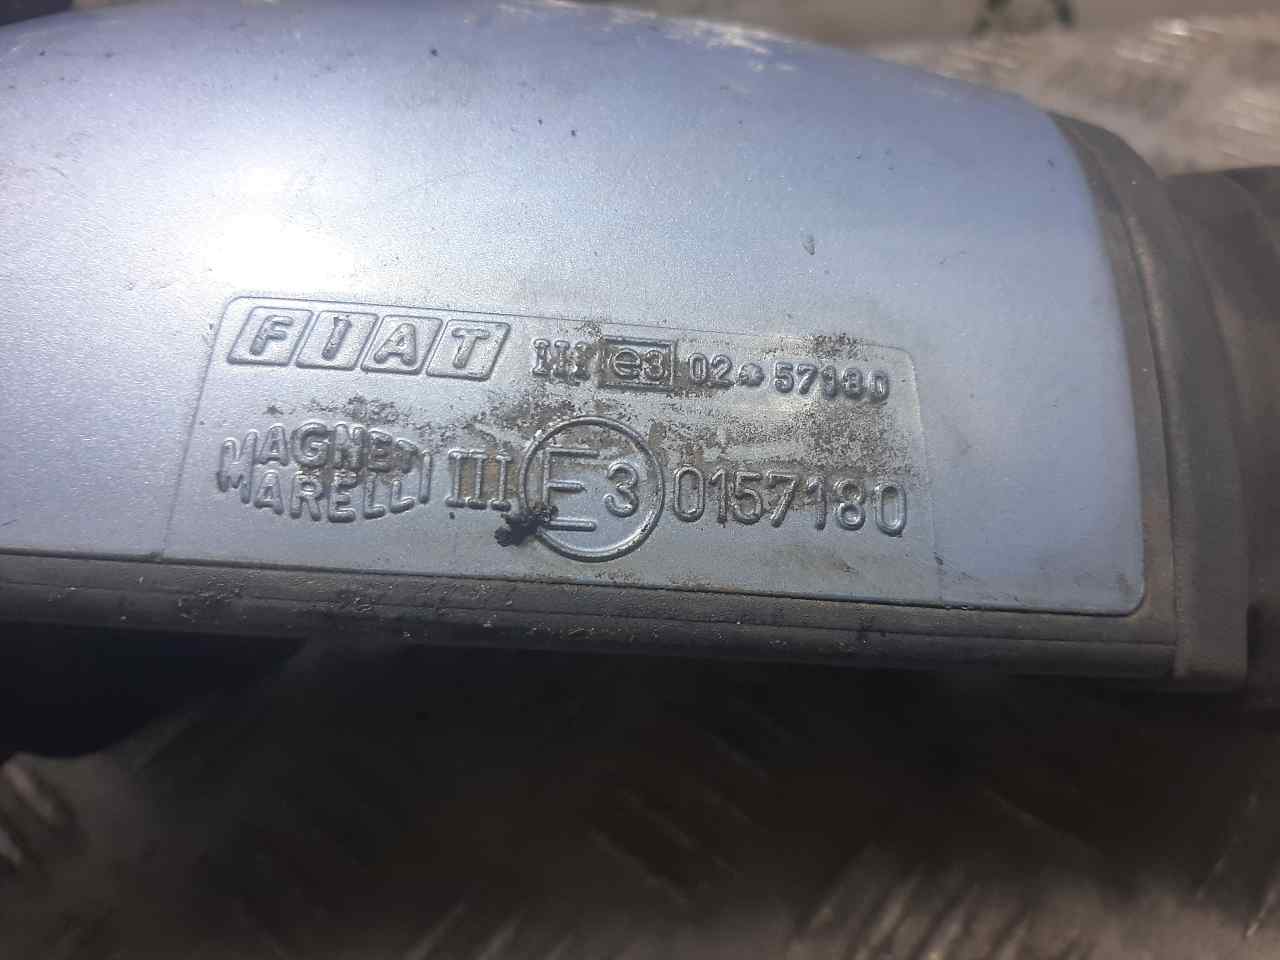 FIAT III e3 02*57180
MAGNETI MARELLI III E3 0157180